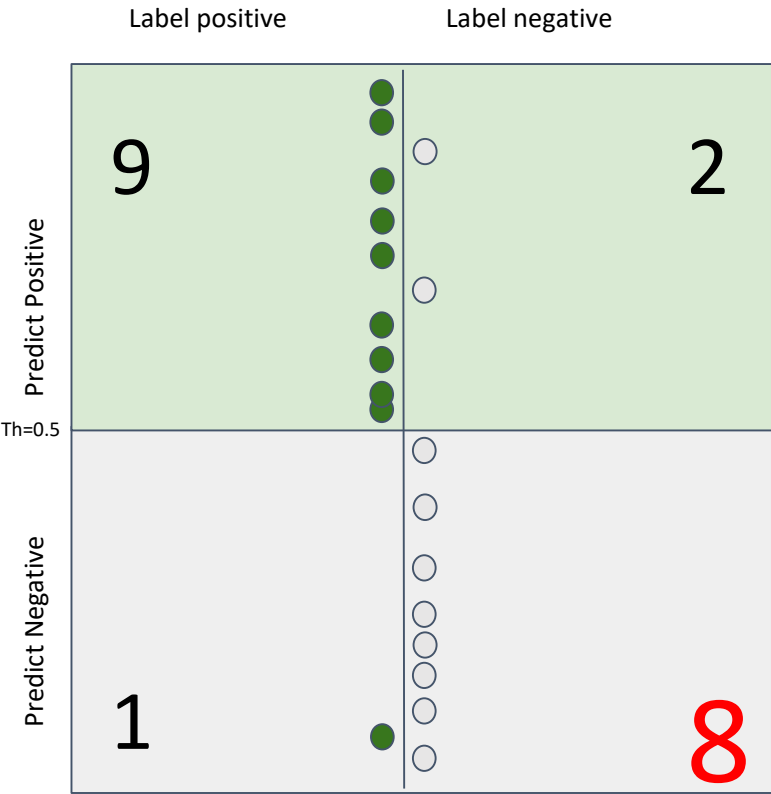 Label positive
Label negative
9
2
Predict Positive
Th=0.5
Predict Negative
1
8